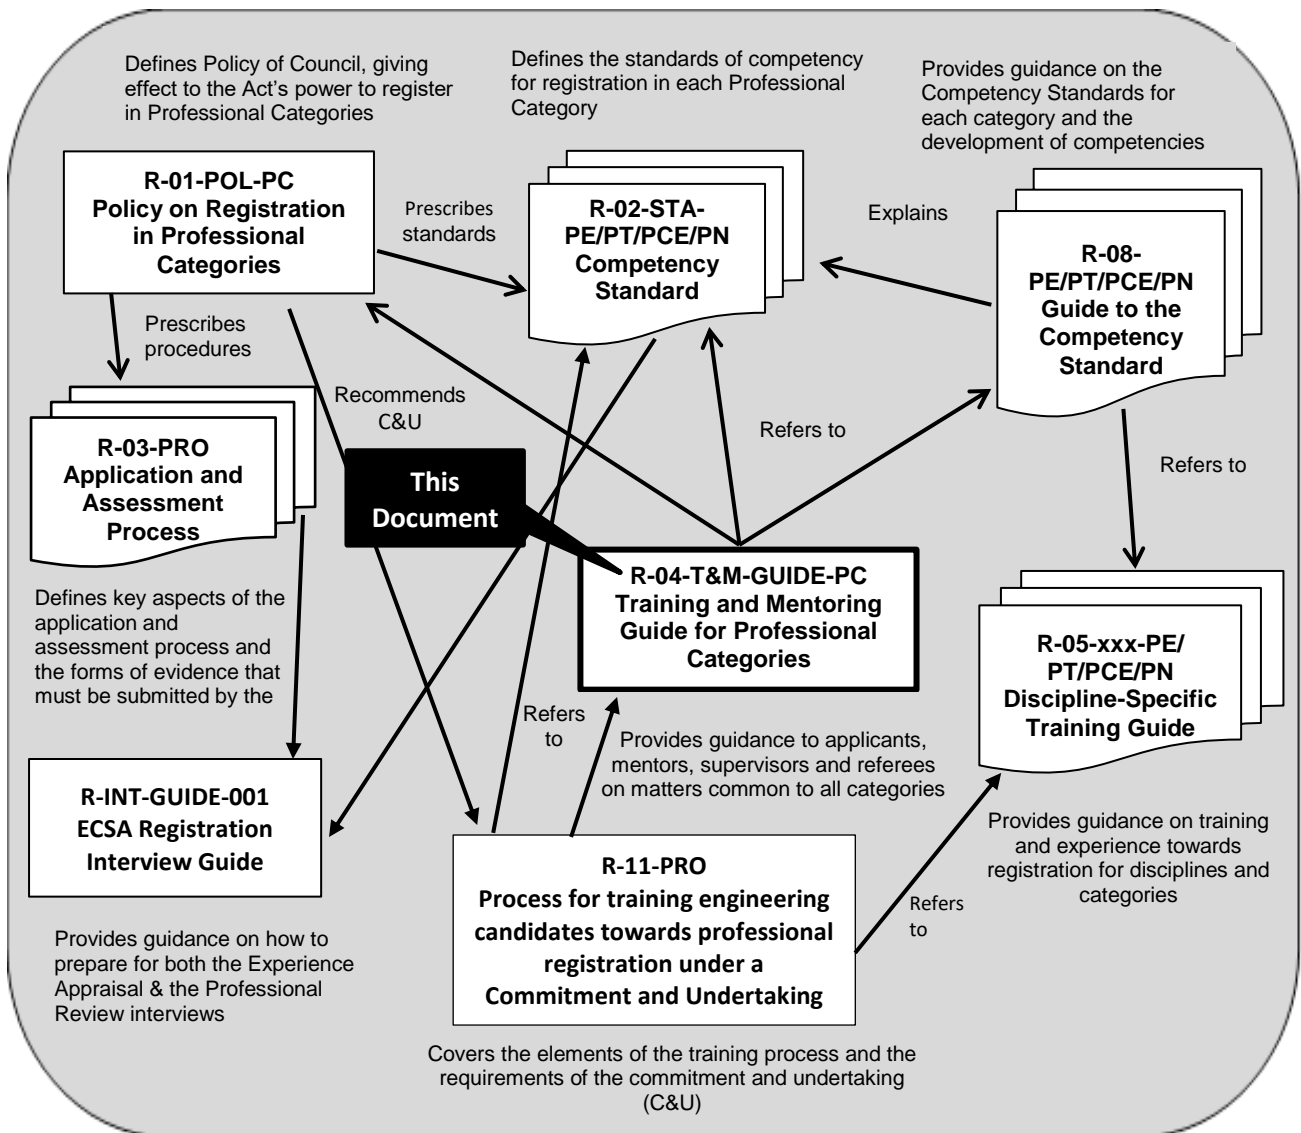 Defines Policy of Council, giving
effect to the Act's power to register
in Professional Categories
Defines the standards of competency
for registration in each Professional
Category
Provides guidance on the
Competency Standards for
each category and the
development of competencies
R-01-POL-PC
Policy on Registration
in Professional
Categories
Prescribes
standards
R-02-STA-
PE/PT/PCE/PN
Competency
Standard
Explains
R-08-
PE/PT/PCE/PN
Guide to the
Competency
Standard
Prescribes
procedures
Recommends
C&U
Refers to
Refers to
R-03-PRO
Application and
Assessment
Process
This
Document
R-04-T&M-GUIDE-PC
Training and Mentoring
Guide for Professional
Categories
R-05-xxx-PE/
PT/PCE/PN
Discipline-Specific
Training Guide
Defines key aspects of the
application and
assessment process and
the forms of evidence that
must be submitted by the
Refers
to
Provides guidance to applicants,
mentors, supervisors and referees
on matters common to all categories
R-INT-GUIDE-001
ECSA Registration
Interview Guide
Provides guidance on training
and experience towards
registration for disciplines and
categories
R-11-PRO
Process for training engineering
candidates towards professional
registration under a
Commitment and Undertaking
Refers
to
Provides guidance on how to
prepare for both the Experience
Appraisal & the Professional
Review interviews
Covers the elements of the training process and the
requirements of the commitment and undertaking
(C&U)